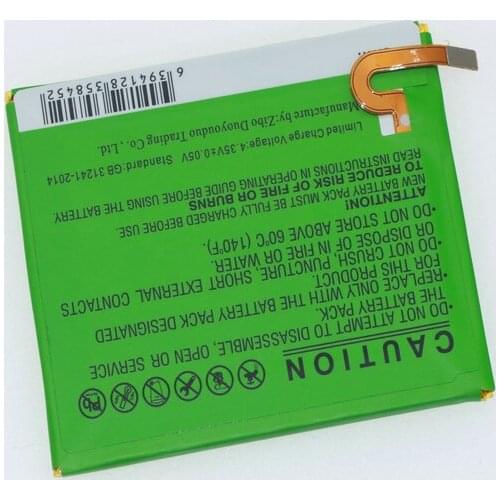 CAUTION
•DO NOT ATTEMPT TO DISASSEMBLE, OPEN OR SERVICE
THE BATTERY PACK
•REPLACE ONLY WITH THE BATTERY PACK DESIGNATED
FOR THIS PRODUCT.
•DO NOT CRUSH, PUNCTURE, SHORT EXTERNAL CONTACTS
OR DISPOSE OF IN FIRE OR WATER.
•DO NOT STORE ABOVE 60℃ (140℉).
NEW BATTERY PACK MUST BE FULLY CHARGED BEFORE USE.
TO REDUCE RISK OF FIRE OR BURNS
READ INSTRUCTIONS IN OPERATING GUIDE BEFORE USING THE BATTERY.
Limited Charge Voltage:4.35V±0.05V Standard:GB 31241-2014
Manufacture by:Zibo Duoyouduo Trading Co., Ltd.
6 394128 358452
Pb